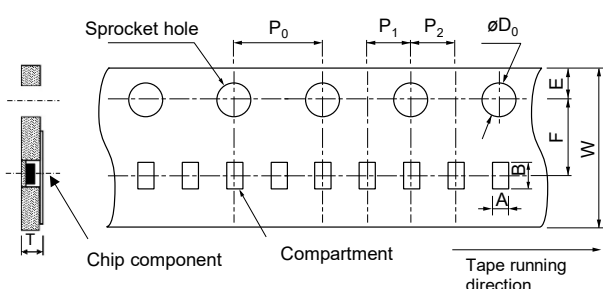 Sprocket hole
P0
P1
P2
øD0
E
F
W
B
A
T
Chip component
Compartment
Tape running
direction